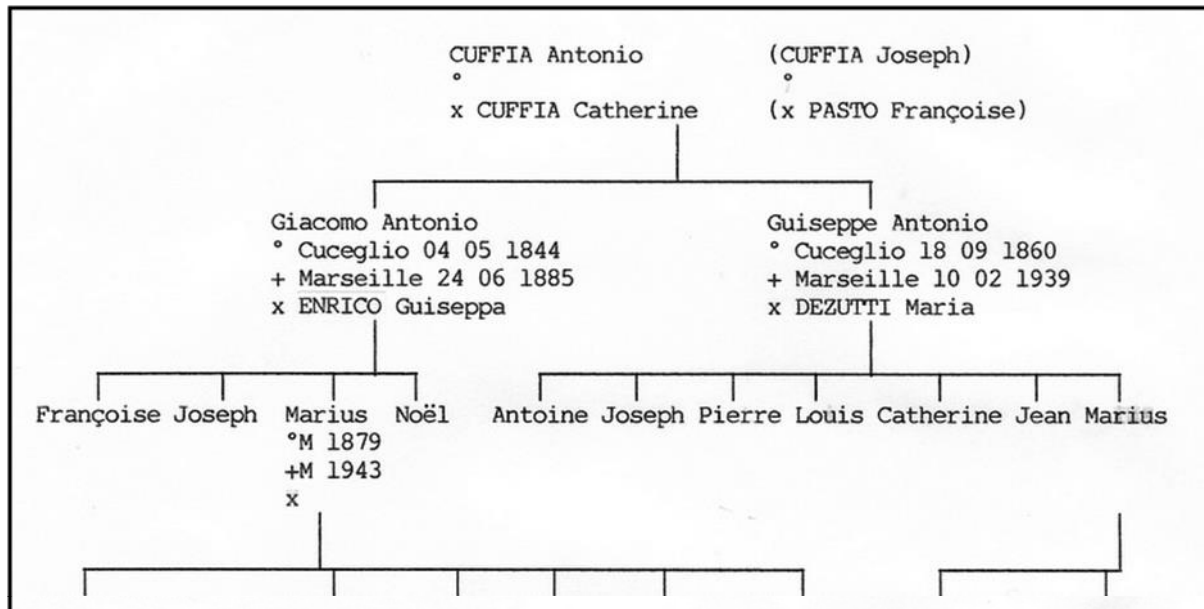 CUFFIA Antonio (CUFFIA Joseph)
° °
x CUFFIA Catherine (x PASTO Françoise)
Giacomo Antonio Guiseppe Antonio
° Cuceglio 04 05 1844 ° Cuceglio 18 09 1860
+ Marseille 24 06 1885 + Marseille 10 02 1939
x ENRICO Guiseppa x DEZUTTI Maria
Françoise Joseph Marius Noël Antoine Joseph Pierre Louis Catherine Jean Marius
°M 1879
+M 1943
x